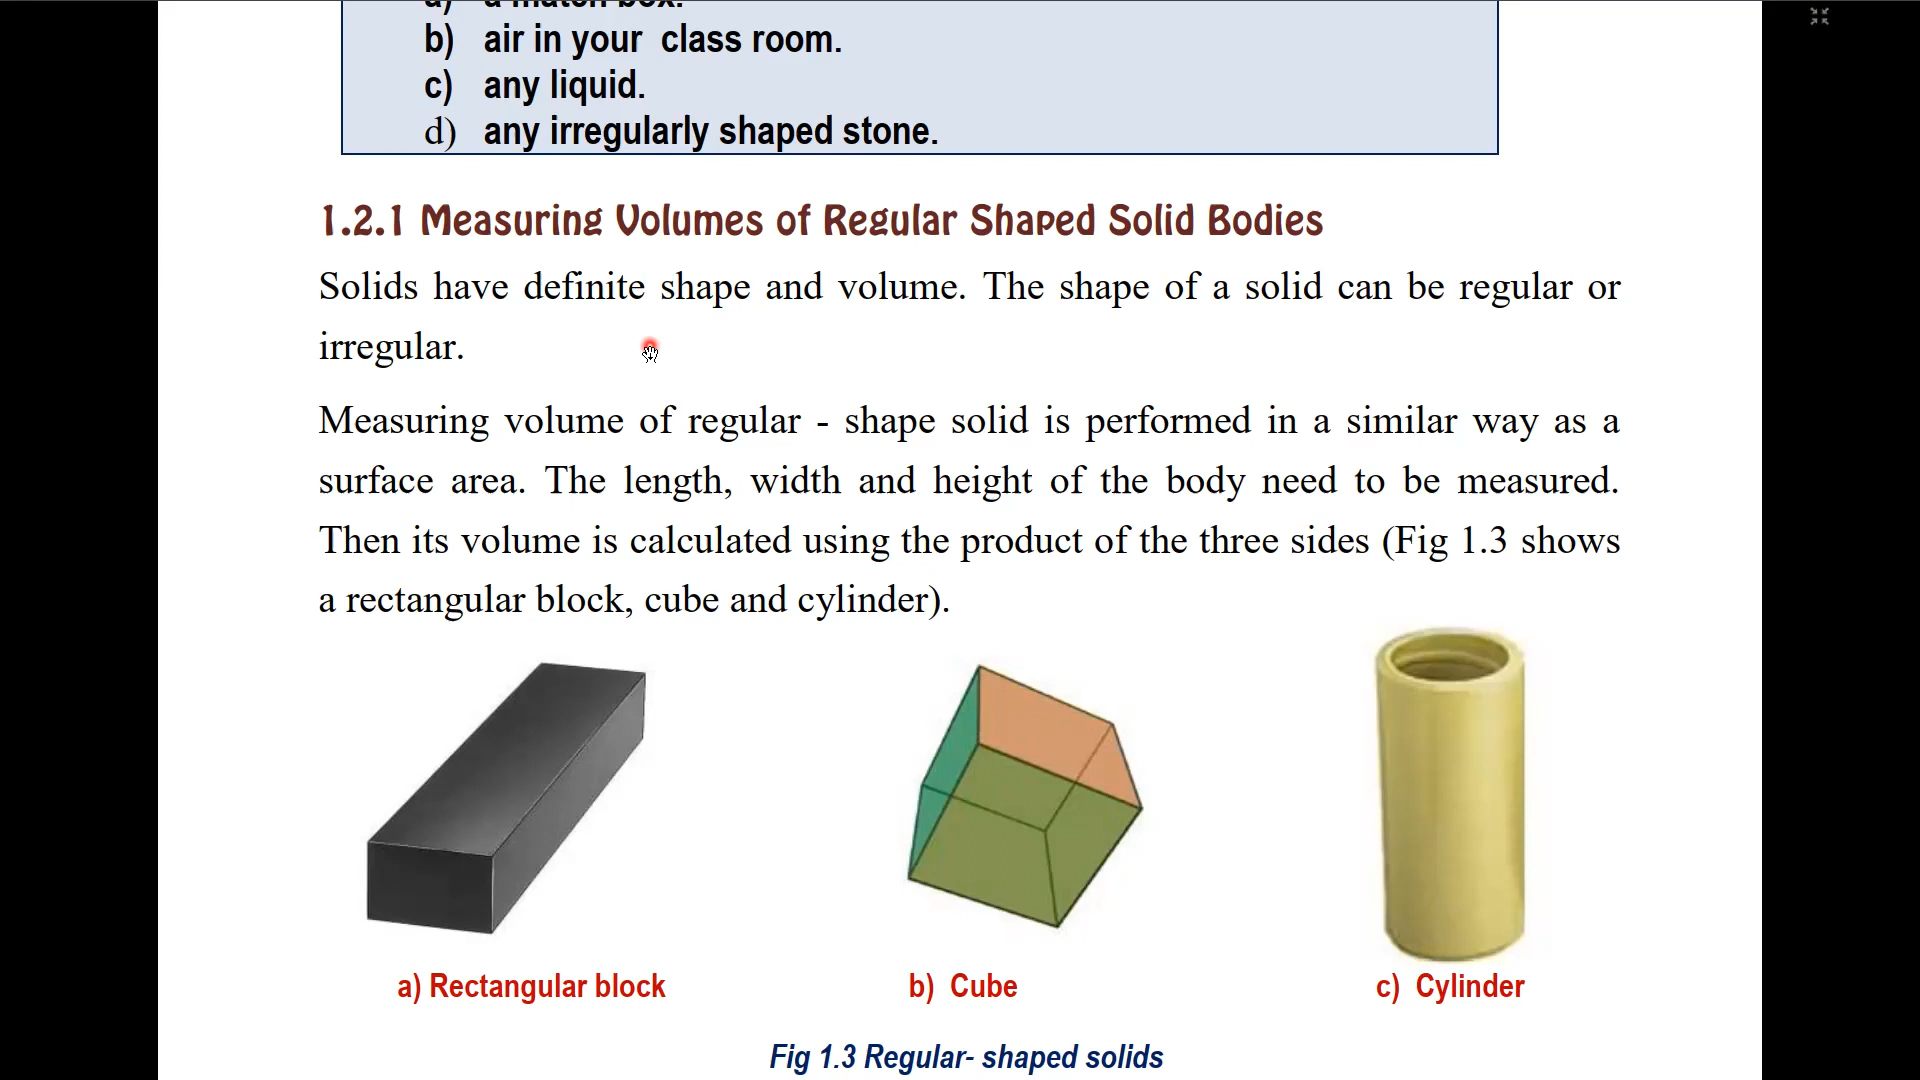 a) a match box.
b) air in your class room.
c) any liquid.
d) any irregularly shaped stone.
1.2.1 Measuring Volumes of Regular Shaped Solid Bodies
Solids have definite shape and volume. The shape of a solid can be regular or
irregular.
Measuring volume of regular - shape solid is performed in a similar way as a
surface area. The length, width and height of the body need to be measured.
Then its volume is calculated using the product of the three sides (Fig 1.3 shows
a rectangular block, cube and cylinder).
a) Rectangular block
b) Cube
c) Cylinder
Fig 1.3 Regular- shaped solids